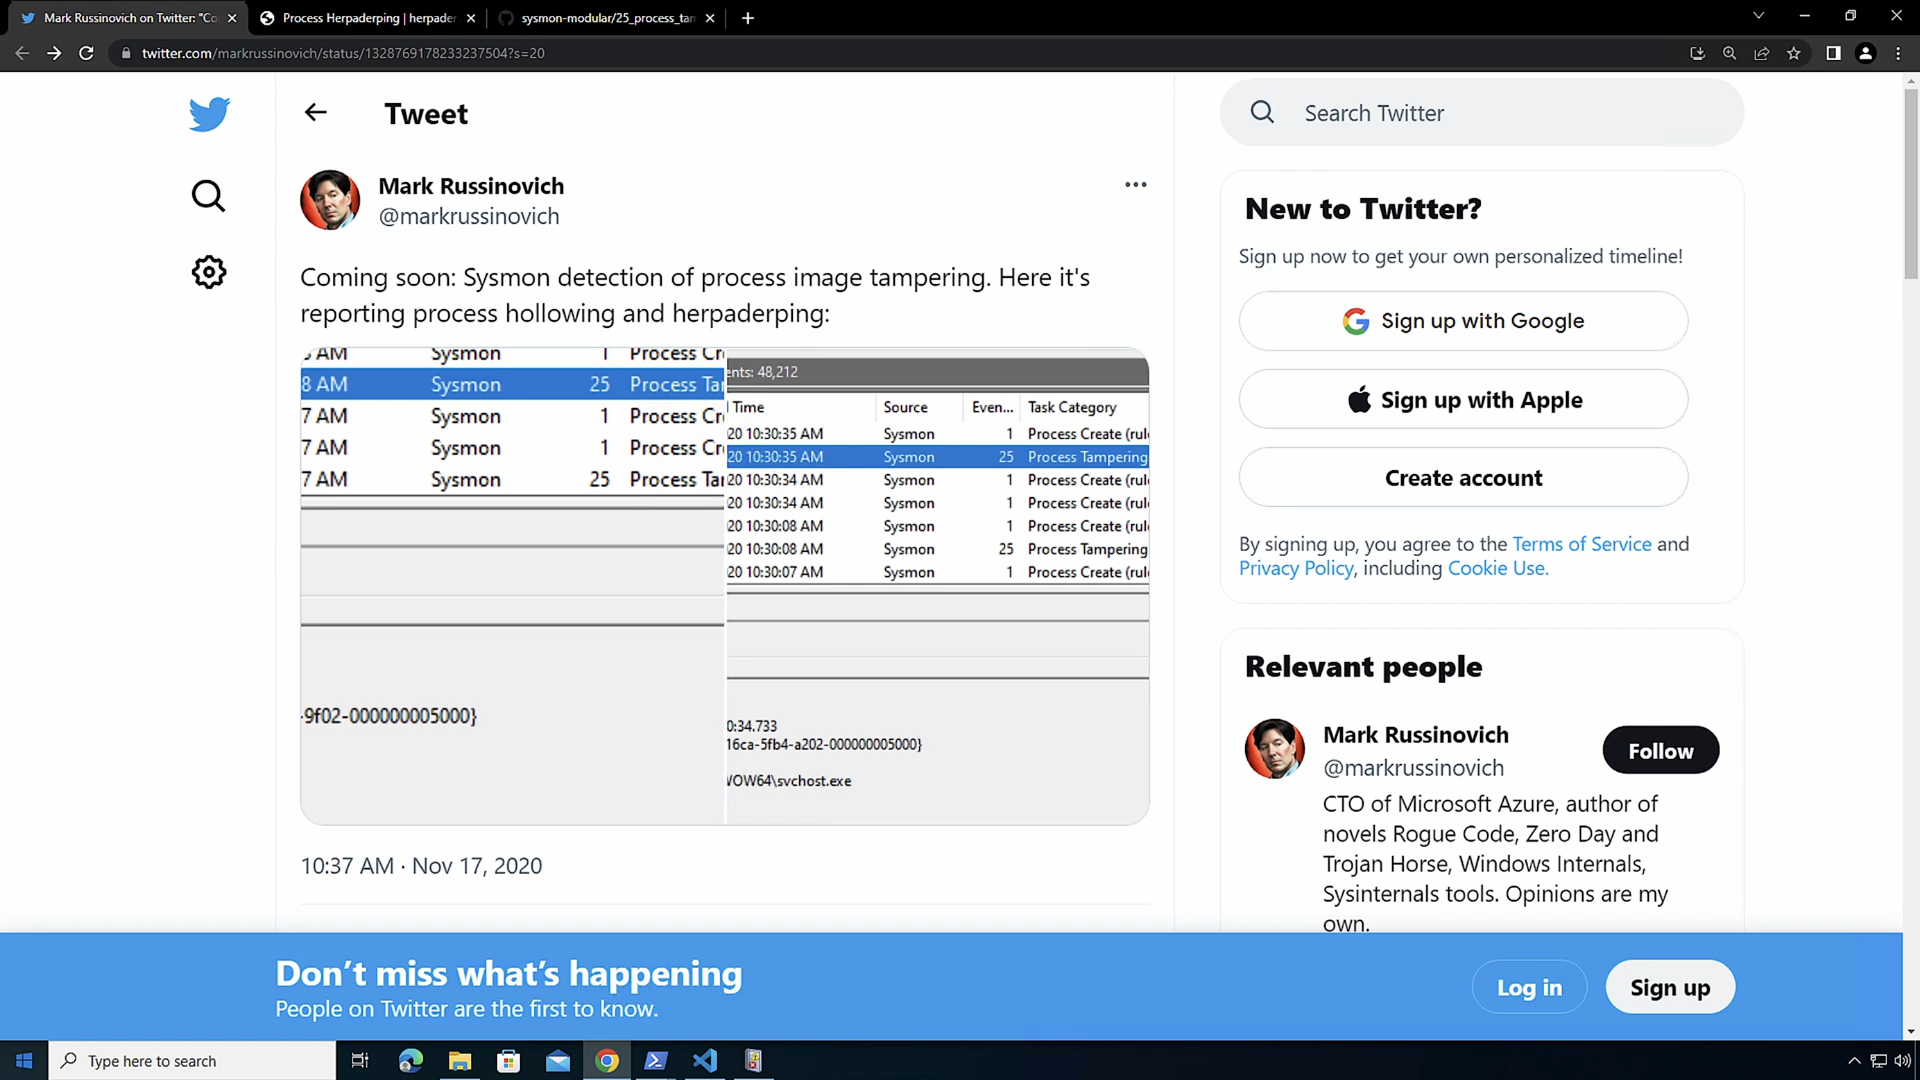 Mark Russinovich on Twitter: "Co
Process Herpaderping | herpader
sysmon-modular/25_process_tam
twitter.com/markrussinovich/status/1328769178233237504?s=20
Tweet
Search Twitter
Mark Russinovich
@markrussinovich
Coming soon: Sysmon detection of process image tampering. Here it's
reporting process hollowing and herpaderping:
AM Sysmon 1 Process Cr
8 AM Sysmon 25 Process Ta
7 AM Sysmon 1 Process Cr
7 AM Sysmon 1 Process Cr
7 AM Sysmon 25 Process Ta
-9f02-000000005000}
ents: 48,212
Time Source Even... Task Category
20 10:30:35 AM Sysmon 1 Process Create (rul
20 10:30:35 AM Sysmon 25 Process Tampering
20 10:30:34 AM Sysmon 1 Process Create (rul
20 10:30:34 AM Sysmon 1 Process Create (rul
20 10:30:08 AM Sysmon 1 Process Create (rul
20 10:30:08 AM Sysmon 25 Process Tampering
20 10:30:07 AM Sysmon 1 Process Create (rul
0:34.733
16ca-5fb4-a202-000000005000}
WOW64\svchost.exe
10:37 AM · Nov 17, 2020
New to Twitter?
Sign up now to get your own personalized timeline!
Sign up with Google
Sign up with Apple
Create account
By signing up, you agree to the Terms of Service and
Privacy Policy, including Cookie Use.
Relevant people
Mark Russinovich
@markrussinovich
Follow
CTO of Microsoft Azure, author of
novels Rogue Code, Zero Day and
Trojan Horse, Windows Internals,
Sysinternals tools. Opinions are my
own.
Don’t miss what’s happening
People on Twitter are the first to know.
Log in
Sign up
Type here to search